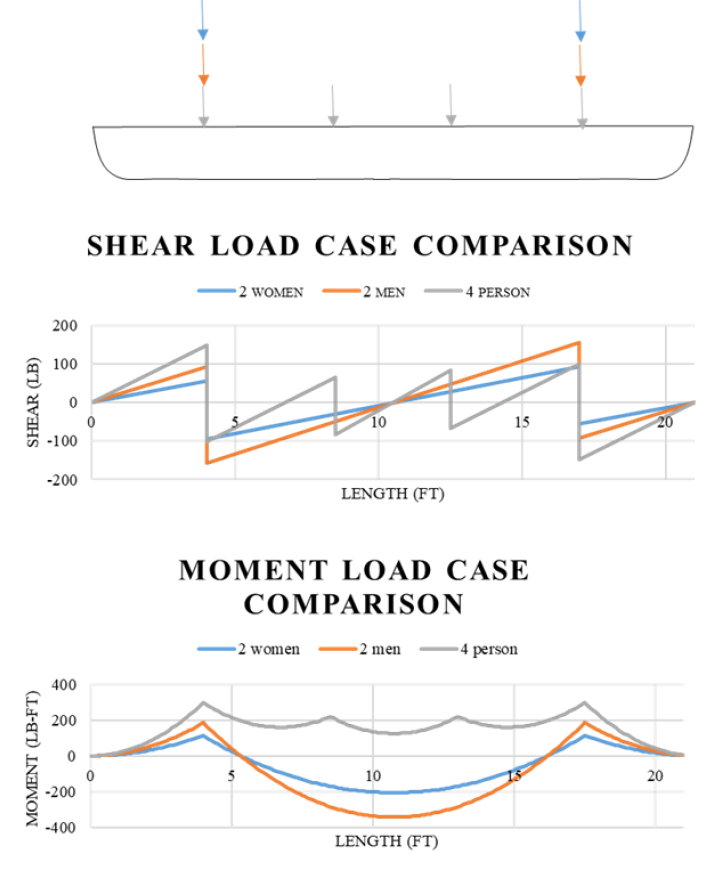 SHEAR LOAD CASE COMPARISON
2 WOMEN 2 MEN 4 PERSON
200
100
0
-100
-200
SHEAR (LB)
0 5 10 15 20
LENGTH (FT)
MOMENT LOAD CASE
COMPARISON
2 women 2 men 4 person
400
200
0
-200
-400
MOMENT (LB-FT)
0 5 10 15 20
LENGTH (FT)